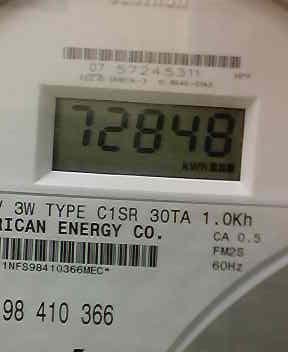 07 57245311
72848
kWh
3W TYPE C1SR 30TA 1.0Kh
RICAN ENERGY CO.
CA 0.5
FM2S
60Hz
1NFS98410366MEC*
98 410 366